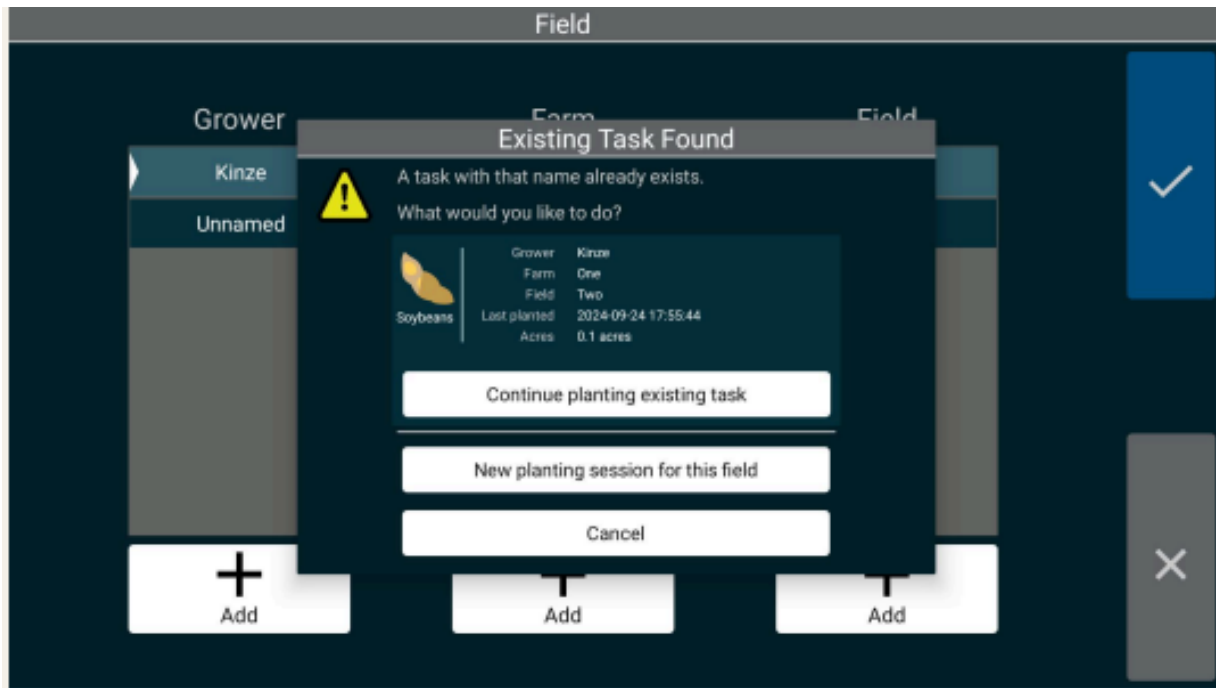 Field
Grower Farm Field
Existing Task Found
Kinze
Unnamed
A task with that name already exists.
What would you like to do?
Soybeans
Grower Kinze
Farm One
Field Two
Last planted 2024-09-24 17:55:44
Acres 0.1 acres
Continue planting existing task
New planting session for this field
Cancel
Add Add Add